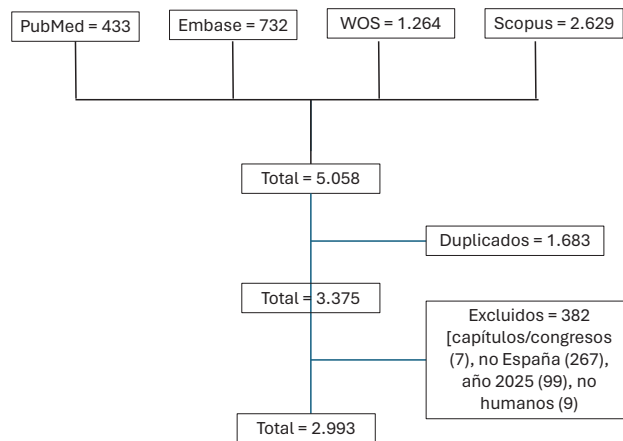 PubMed = 433
Embase = 732
WOS = 1.264
Scopus = 2.629
Total = 5.058
Duplicados = 1.683
Total = 3.375
Excluidos = 382
[capítulos/congresos
(7), no España (267),
año 2025 (99), no
humanos (9)
Total = 2.993